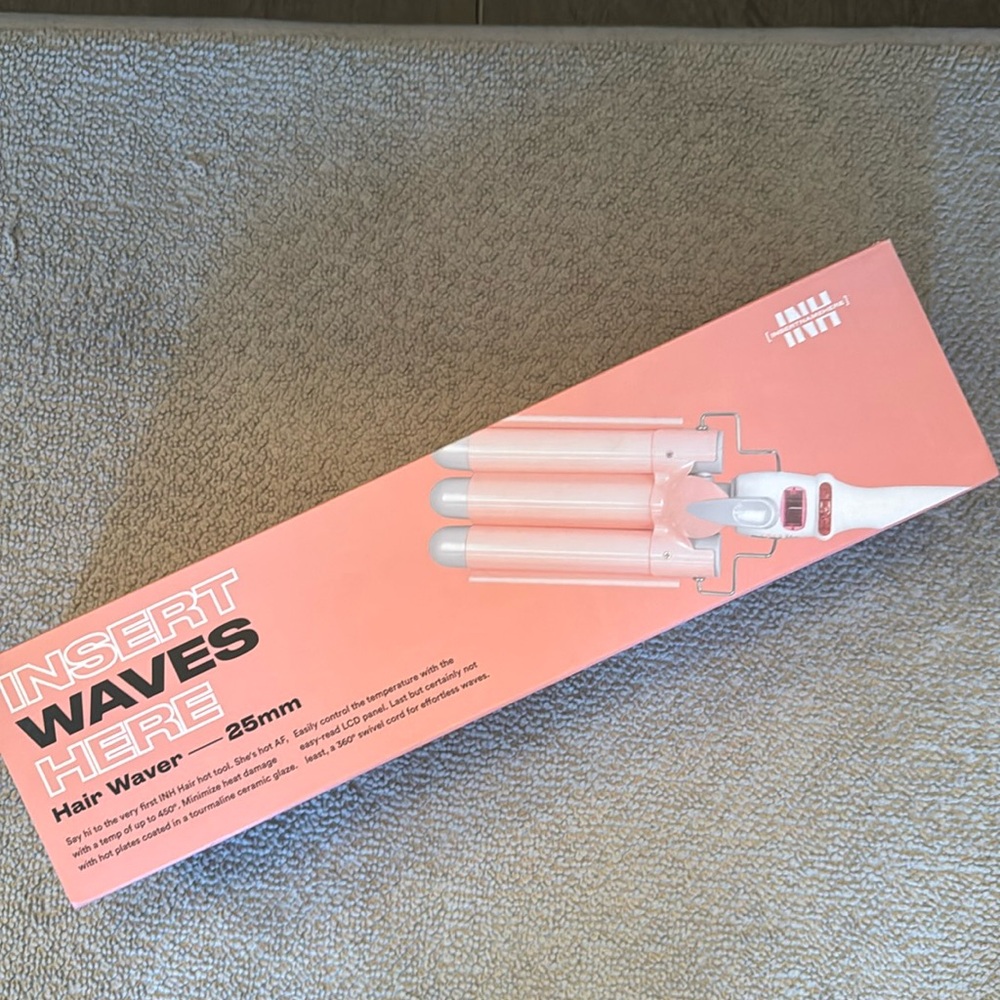 INH
[INSERTNAMEHERE]
INSERT
WAVES
HERE
Hair Waver — 25mm
Say hi to the very first INH Hair hot tool. She's hot AF,
with a temp of up to 450°. Minimize heat damage
with hot plates coated in a tourmaline ceramic glaze.
Easily control the temperature with the
easy-read LCD panel. Last but certainly not
least, a 360° swivel cord for effortless waves.